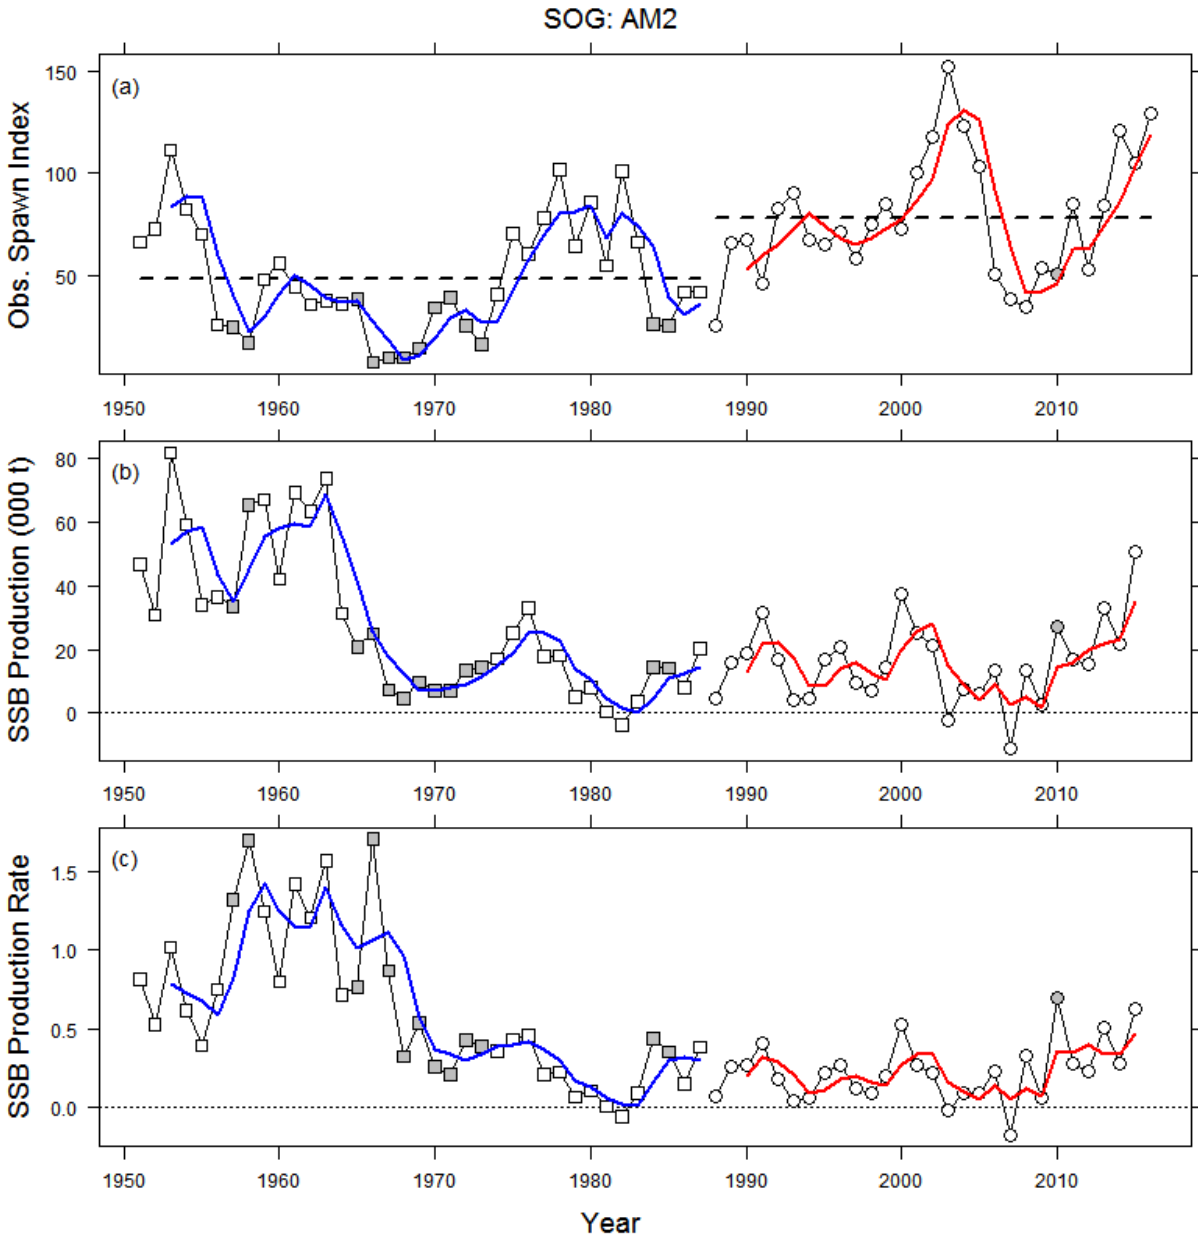 SOG: AM2
Obs. Spawn Index
(a)
150
100
50
1950 1960 1970 1980 1990 2000 2010
SSB Production (000 t)
(b)
80
60
40
20
0
1950 1960 1970 1980 1990 2000 2010
SSB Production Rate
(c)
1.5
1.0
0.5
0.0
1950 1960 1970 1980 1990 2000 2010
Year